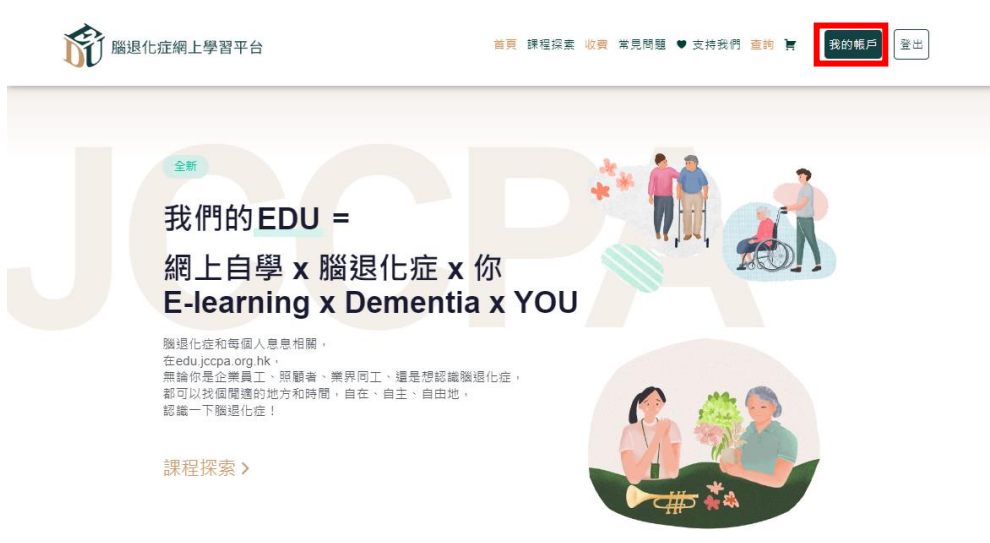 腦退化症網上學習平台
首頁 課程探索 收費 常見問題 ♥ 支持我們 查詢 我的帳戶 登出
JCCPA
全新
我們的EDU =
網上自學 x 腦退化症 x 你
E-learning x Dementia x YOU
腦退化症和每個人息息相關，
在edu.jccpa.org.hk，
無論你是企業員工、照顧者、業界同工、還是想認識腦退化症，
都可以找個閒適的地方和時間，自在、自主、自由地，
認識一下腦退化症！
課程探索 >